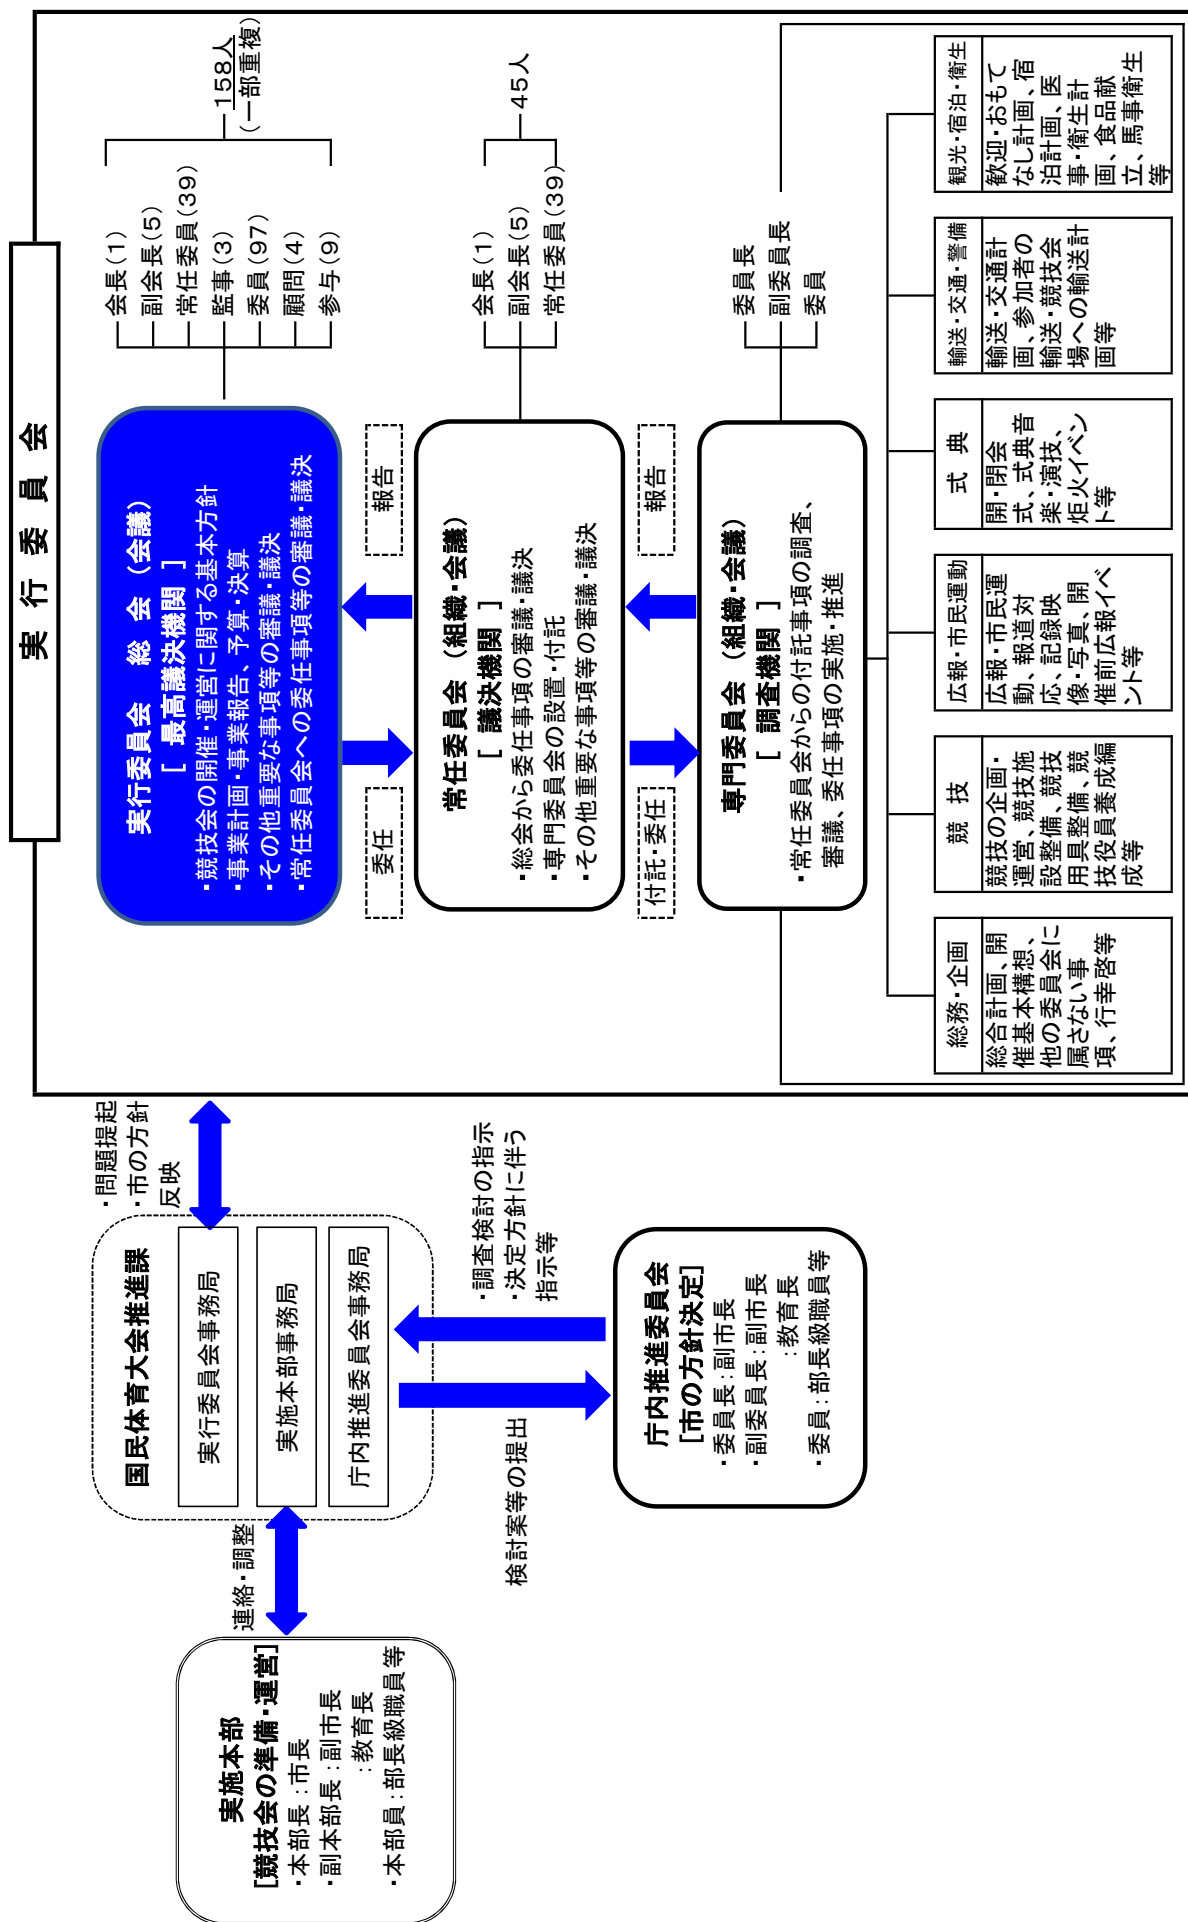 実行委員会
実行委員会　総会（会議）
［最高議決機関］
・競技会の開催・運営に関する基本方針
・事業計画・事業報告、予算・決算
・その他重要な事項等の審議・議決
・常任委員会への委任事項等の審議・議決
会長(1)
副会長(5)
常任委員(39)
監事(3)
委員(97)
顧問(4)
参与(9)
158人
(一部重複)
委任
報告
常任委員会（組織・会議）
［議決機関］
・総会から委任事項の審議・議決
・専門委員会の設置・付託
・その他重要な事項等の審議・議決
会長(1)
副会長(5)
常任委員(39)
45人
付託・委任
報告
専門委員会（組織・会議）
［調査機関］
・常任委員会からの付託事項の調査、
審議、委任事項の実施・推進
委員長
副委員長
委員
総務・企画
総合計画、開
催基本構想、
他の委員会に
属さない事
項、行幸啓等
競技
競技の企画・
運営、競技施
設整備、競技
用具整備、競
技役員養成編
成等
広報・市民運動
広報・市民運
動、報道対
応、記録映
像・写真、開
催前広報イベ
ント等
式典
開・閉会
式、式典音
楽・演技、
炬火イベン
ト等
輸送・交通・警備
輸送・交通計
画、参加者の
輸送・競技会
場への輸送計
画等
観光・宿泊・衛生
歓迎・おもて
なし計画、宿
泊計画、医
事・衛生計
画、食品献
立、馬事衛生
等
・問題提起
・市の方針
反映
国民体育大会推進課
実行委員会事務局
実施本部事務局
庁内推進委員会事務局
連絡・調整
・調査検討の指示
・決定方針に伴う
指示等
検討案等の提出
庁内推進委員会
[市の方針決定]
・委員長：副市長
・副委員長：副市長
：教育長
・委員：部長級職員等
実施本部
[競技会の準備・運営]
・本部長：市長
・副本部長：副市長
：教育長
・本部員：部長級職員等